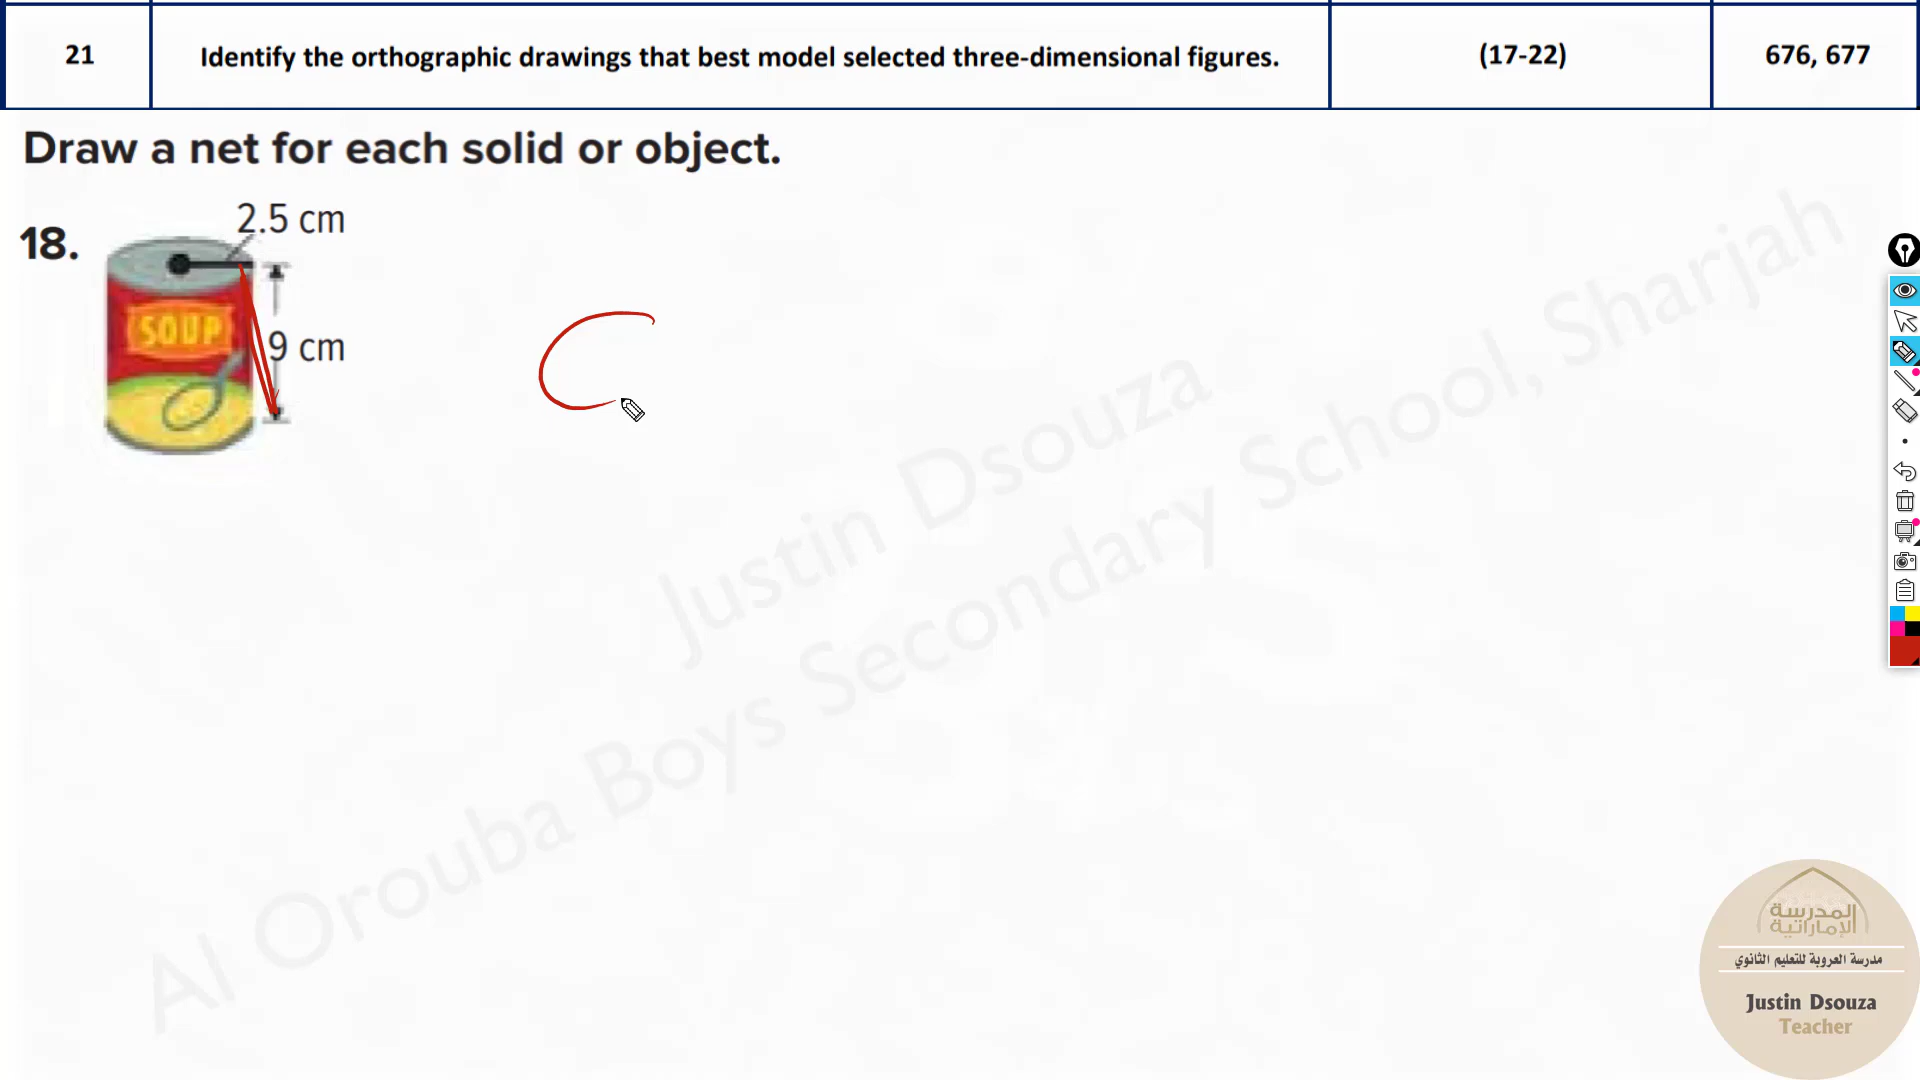 21 Identify the orthographic drawings that best model selected three-dimensional figures. (17-22) 676, 677
Draw a net for each solid or object.
18.
2.5 cm
SOUP
9 cm
Justin Dsouza
Al Orouba Boys Secondary School, Sharjah
المدرسة
الإماراتية
مدرسة العروبة للتعليم الثانوي
Justin Dsouza
Teacher